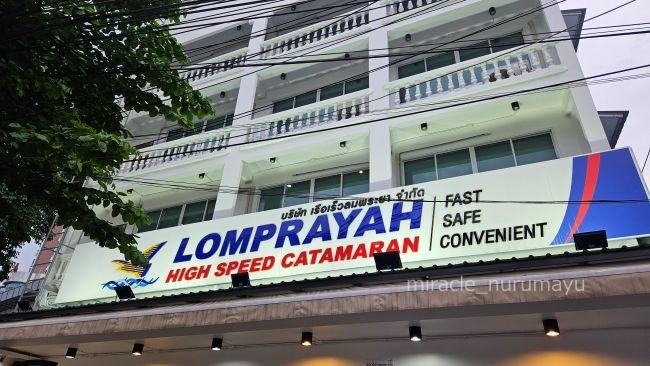 บริษัท เรือเร็วลมพระยา จำกัด
LOMPRAYAH
HIGH SPEED CATAMARAN
FAST
SAFE
CONVENIENT
miracle_nurumayu